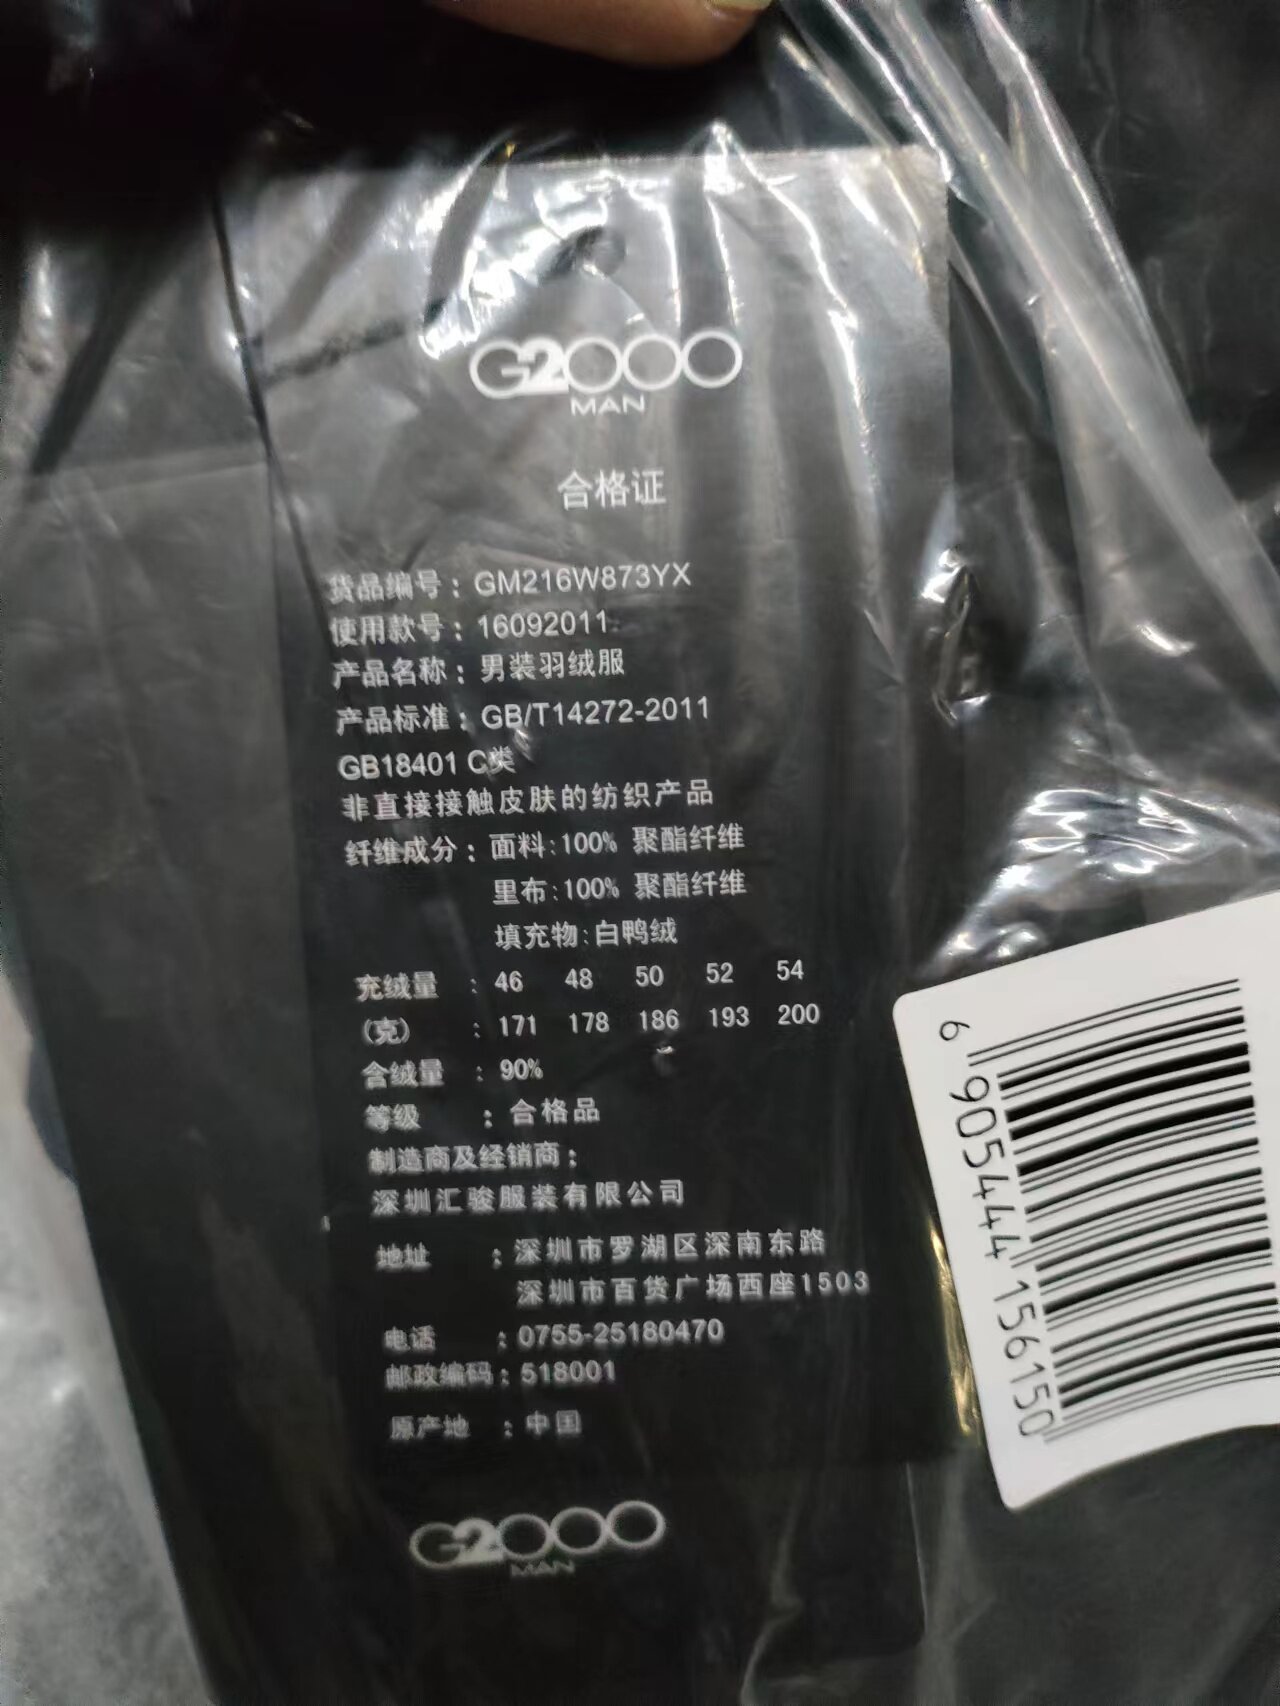 G2000
MAN
合格证
货品编号：GM216W873YX
使用款号：16092011
产品名称：男装羽绒服
产品标准：GB/T14272-2011
GB18401 C类
非直接接触皮肤的纺织产品
纤维成分：面料:100% 聚酯纤维
里布:100% 聚酯纤维
填充物:白鸭绒
充绒量 : 46 48 50 52 54
(克) : 171 178 186 193 200
含绒量 : 90%
等级 : 合格品
制造商及经销商：
深圳汇骏服装有限公司
地址 : 深圳市罗湖区深南东路
深圳市百货广场西座1503
电话 : 0755-25180470
邮政编码：518001
原产地 : 中国
G2000
MAN
6 905444 156150